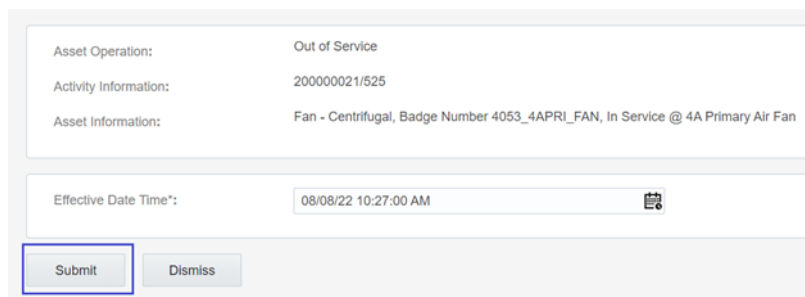 Asset Operation: Out of Service
Activity Information: 200000021/525
Asset Information: Fan - Centrifugal, Badge Number 4053_4APRI_FAN, In Service @ 4A Primary Air Fan
Effective Date Time*: 08/08/22 10:27:00 AM
Submit Dismiss